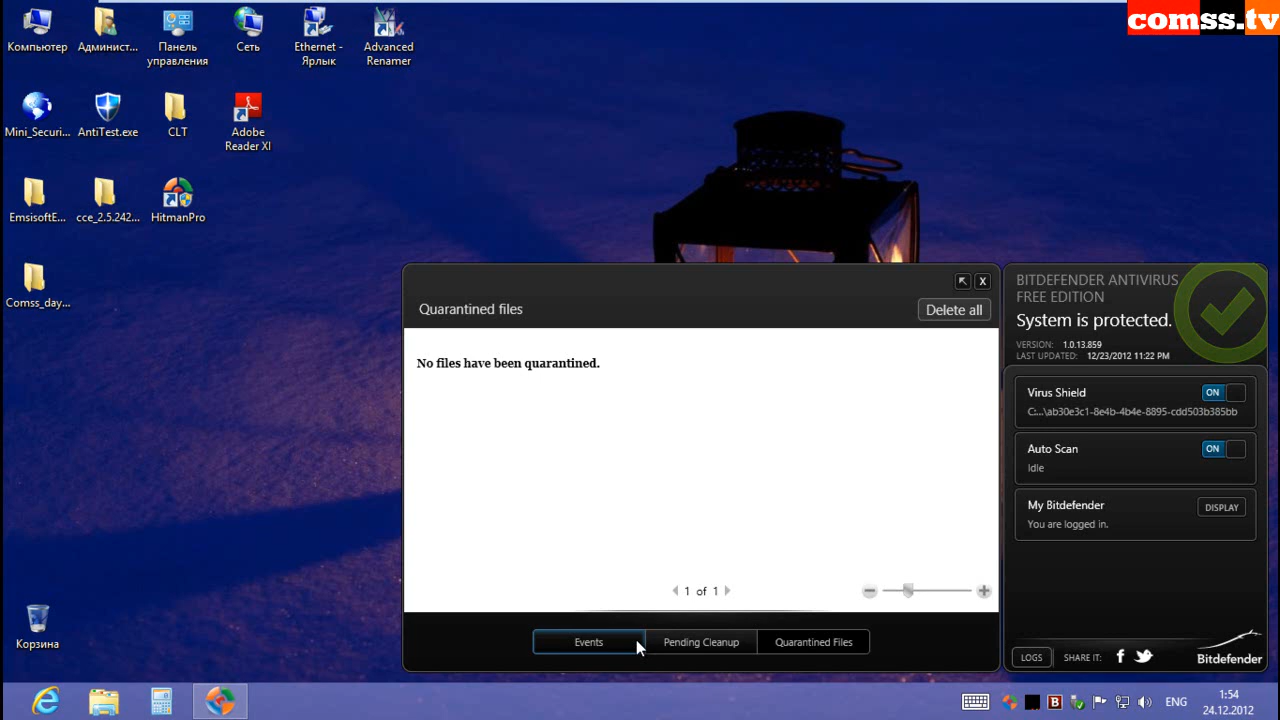 comss.tv
Компьютер
Админист...
Панель
управления
Сеть
Ethernet -
Ярлык
Advanced
Renamer
Mini_Securi...
AntiTest.exe
CLT
Adobe
Reader XI
EmsisoftE...
cce_2.5.242...
HitmanPro
Comss_day...
Корзина
Quarantined files
X
Delete all
No files have been quarantined.
1 of 1
Events
Pending Cleanup
Quarantined Files
BITDEFENDER ANTIVIRUS
FREE EDITION
System is protected.
VERSION: 1.0.13.859
LAST UPDATED: 12/23/2012 11:22 PM
Virus Shield
ON
C:...\ab30e3c1-8e4b-4b4e-8895-cdd503b385bb
Auto Scan
ON
Idle
My Bitdefender
DISPLAY
You are logged in.
LOGS
SHARE IT:
Bitdefender
B
ENG
1:54
24.12.2012